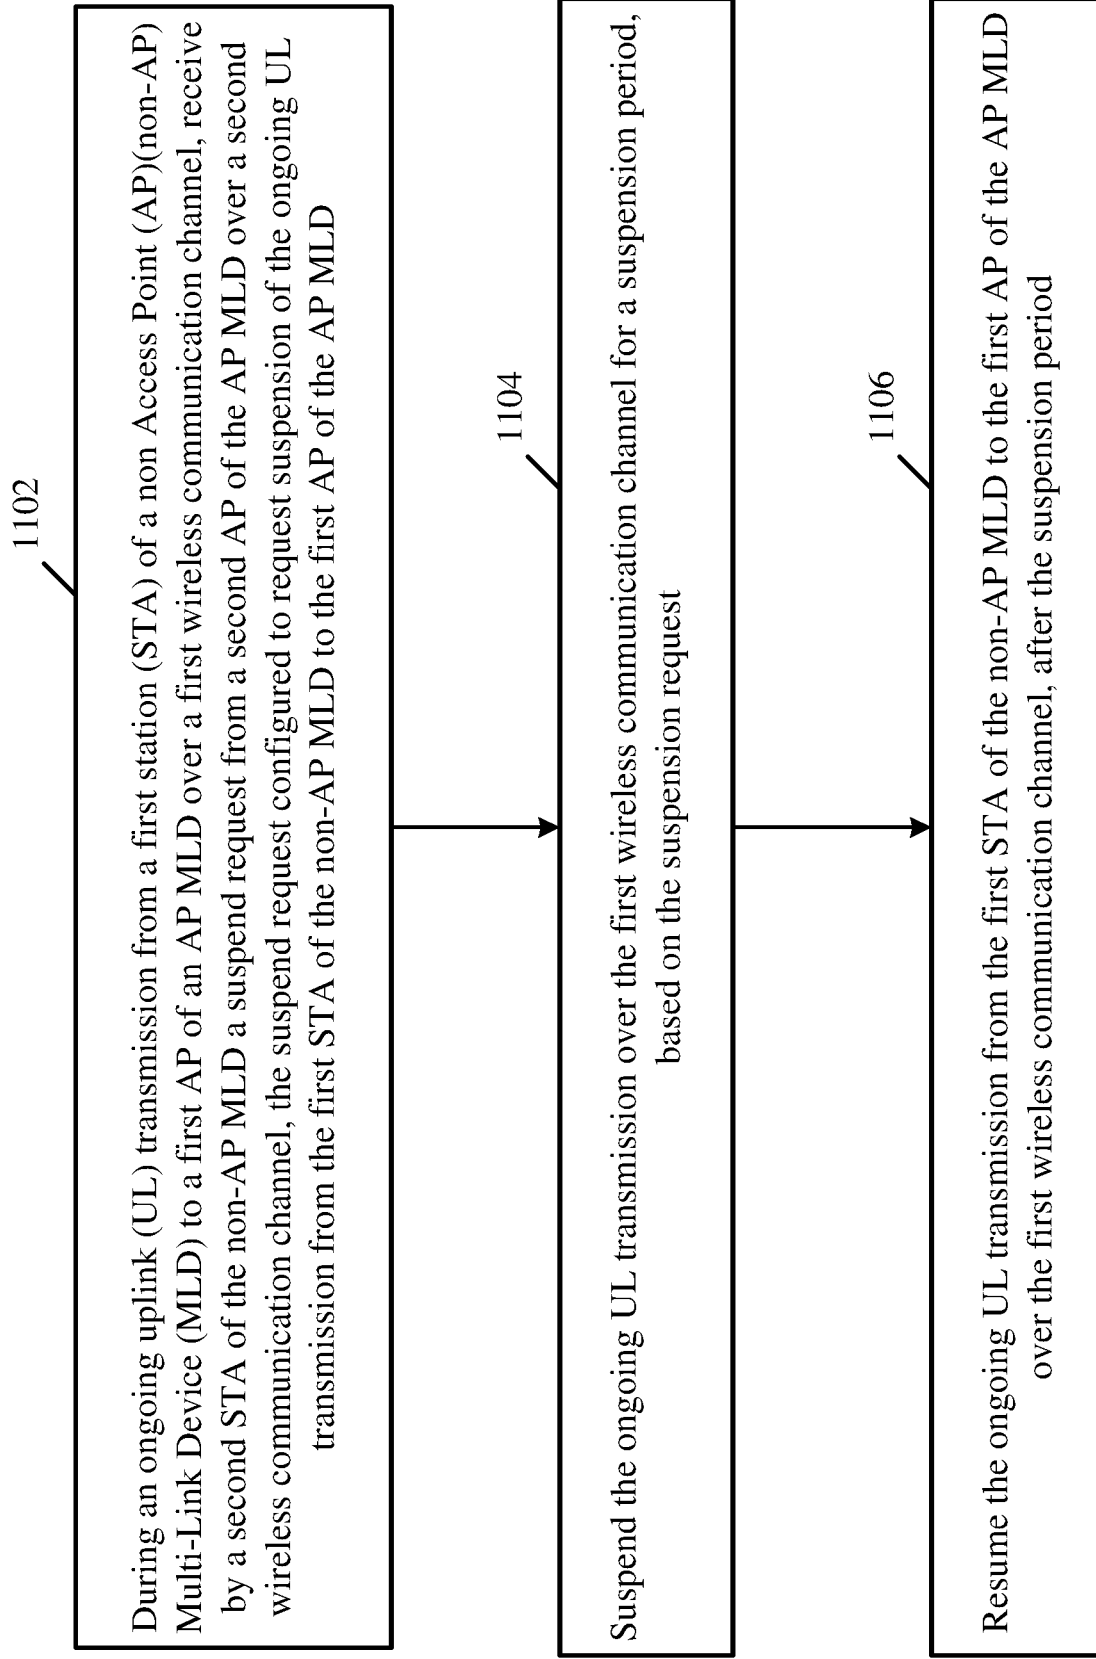 1102
During an ongoing uplink (UL) transmission from a first station (STA) of a non Access Point (AP)(non-AP)
Multi-Link Device (MLD) to a first AP of an AP MLD over a first wireless communication channel, receive
by a second STA of the non-AP MLD a suspend request from a second AP of the AP MLD over a second
wireless communication channel, the suspend request configured to request suspension of the ongoing UL
transmission from the first STA of the non-AP MLD to the first AP of the AP MLD
1104
Suspend the ongoing UL transmission over the first wireless communication channel for a suspension period,
based on the suspension request
1106
Resume the ongoing UL transmission from the first STA of the non-AP MLD to the first AP of the AP MLD
over the first wireless communication channel, after the suspension period